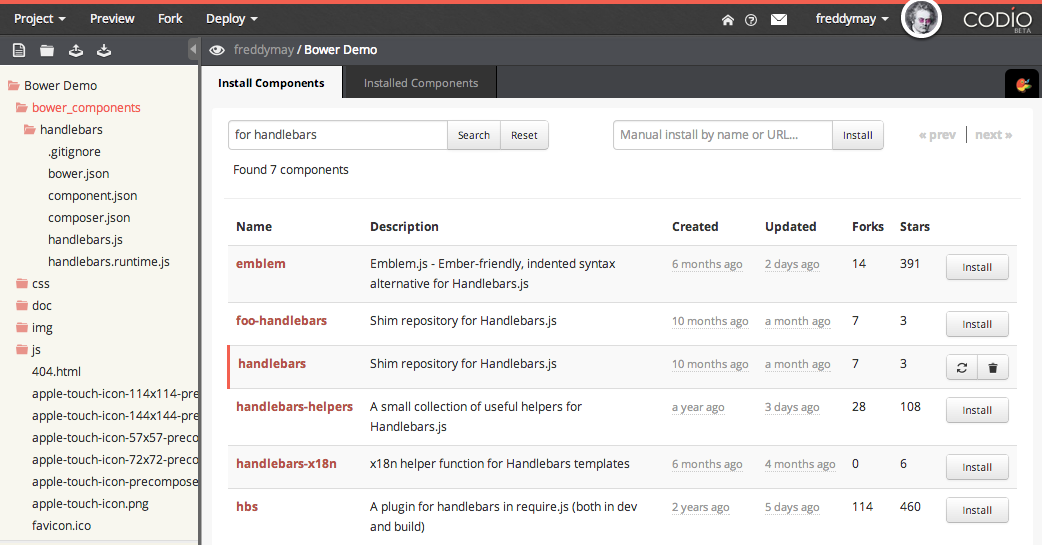 Project Preview Fork Deploy freddymay CODIO
BETA
freddymay / Bower Demo
Install Components Installed Components
Bower Demo
bower_components
handlebars
.gitignore
bower.json
component.json
composer.json
handlebars.js
handlebars.runtime.js
css
doc
img
js
404.html
apple-touch-icon-114x114-pre
apple-touch-icon-144x144-pre
apple-touch-icon-57x57-preco
apple-touch-icon-72x72-preco
apple-touch-icon-precompose
apple-touch-icon.png
favicon.ico
for handlebars Search Reset Manual install by name or URL... Install « prev next »
Found 7 components
Name Description Created Updated Forks Stars
emblem Emblem.js - Ember-friendly, indented syntax 6 months ago 2 days ago 14 391 Install
alternative for Handlebars.js
foo-handlebars Shim repository for Handlebars.js 10 months ago a month ago 7 3 Install
handlebars Shim repository for Handlebars.js 10 months ago a month ago 7 3
handlebars-helpers A small collection of useful helpers for a year ago 3 days ago 28 108 Install
Handlebars.js
handlebars-x18n x18n helper function for Handlebars templates 6 months ago 4 months ago 0 6 Install
hbs A plugin for handlebars in require.js (both in dev 2 years ago 5 days ago 114 460 Install
and build)